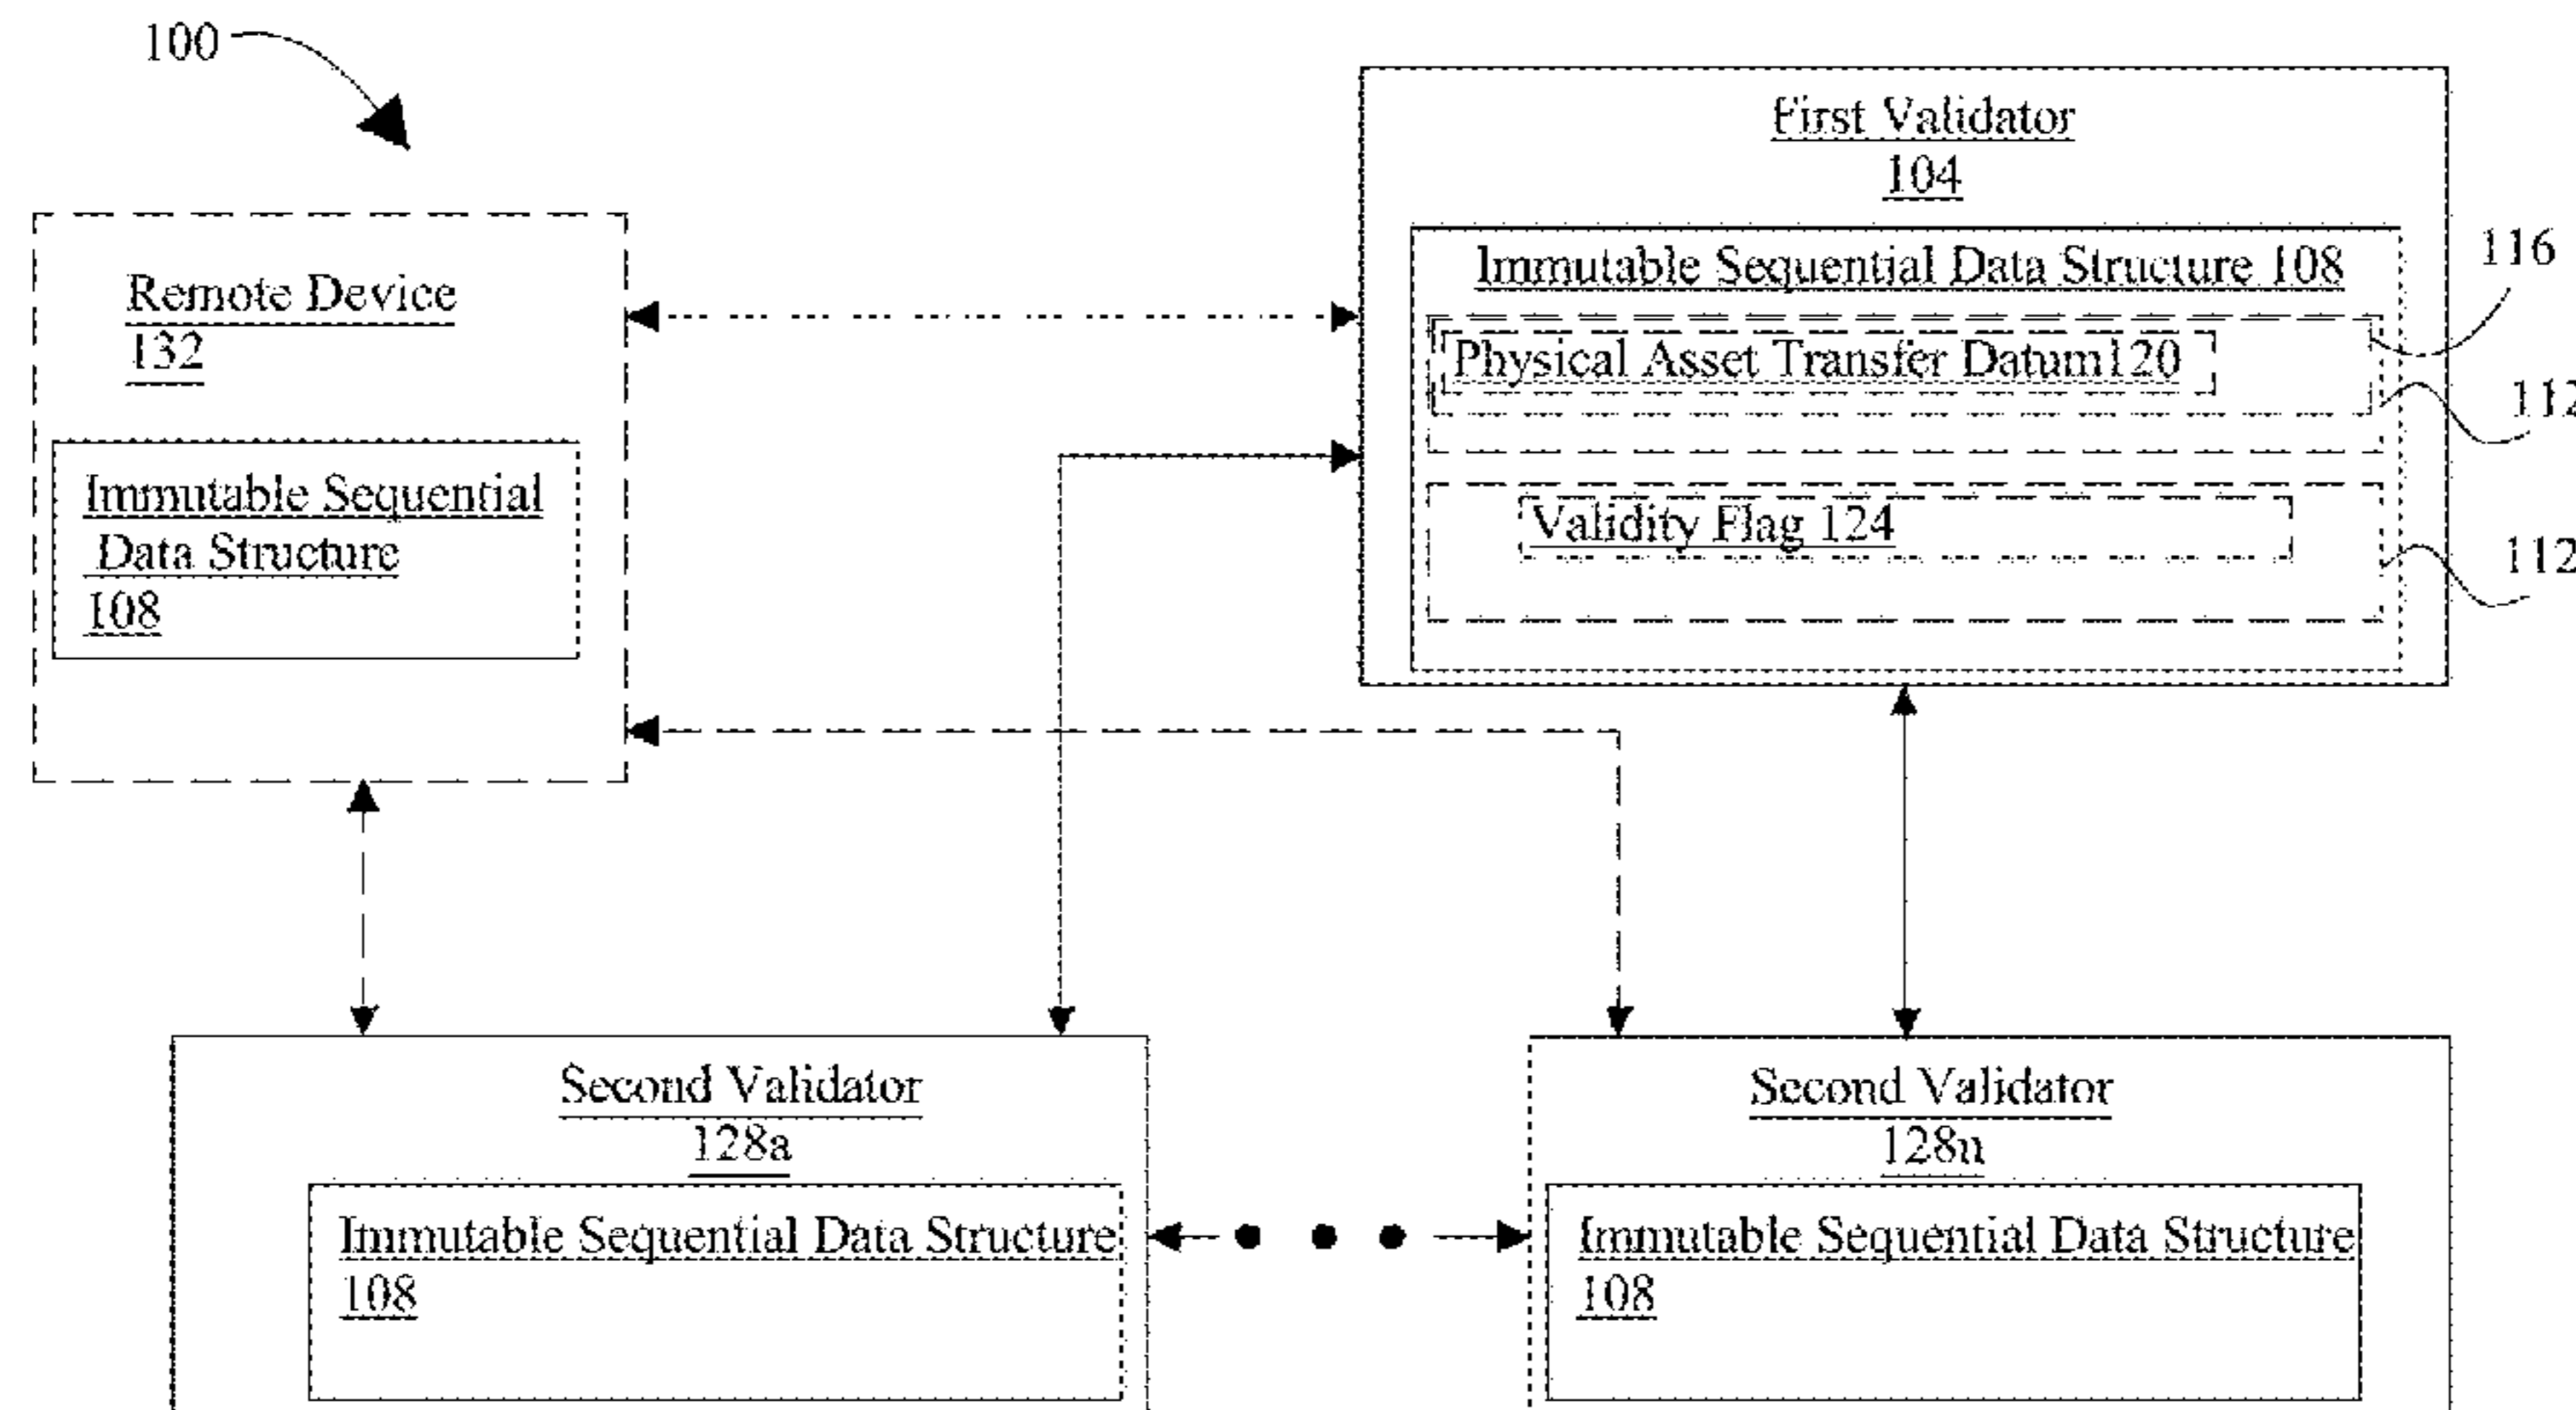 100
First Validator
104
Immutable Sequential Data Structure 108
116
Physical Asset Transfer Datum120
112
Validity Flag 124
112
Remote Device
132
Immutable Sequential
Data Structure
108
Second Validator
128a
Immutable Sequential Data Structure
108
Second Validator
128n
Immutable Sequential Data Structure
108